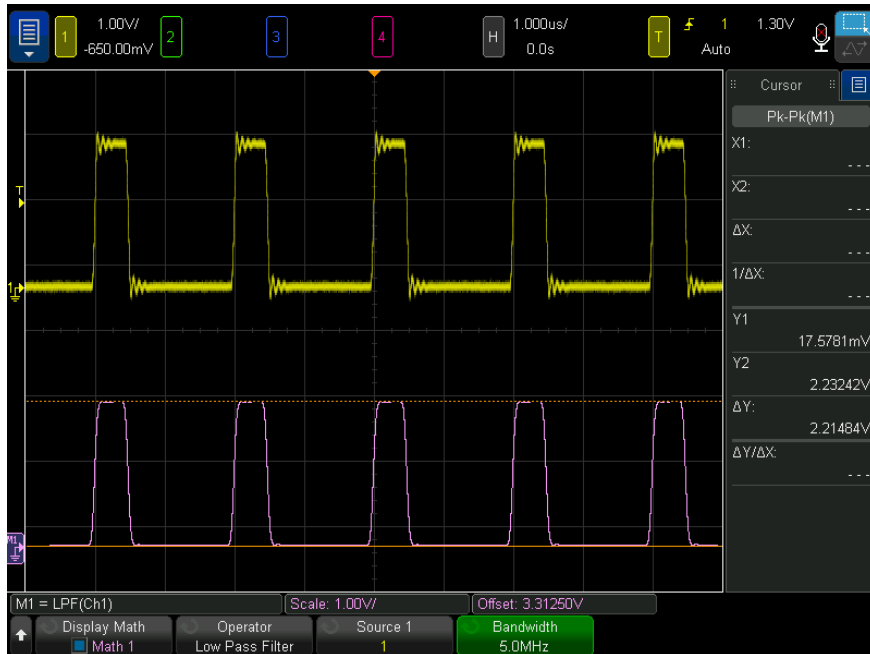 1 1.00V/ 2 3 4 H 1.000us/ T 1 1.30V
-650.00mV 0.0s Auto
Cursor
Pk-Pk(M1)
X1:
- - -
X2:
- - -
ΔX:
- - -
1/ΔX:
- - -
Y1
17.5781mV
Y2
2.23242V
ΔY:
2.21484V
ΔY/ΔX:
- - -
T
1
M1
M1 = LPF(Ch1) Scale: 1.00V/ Offset: 3.31250V
Display Math Operator Source 1 Bandwidth
Math 1 Low Pass Filter 1 5.0MHz